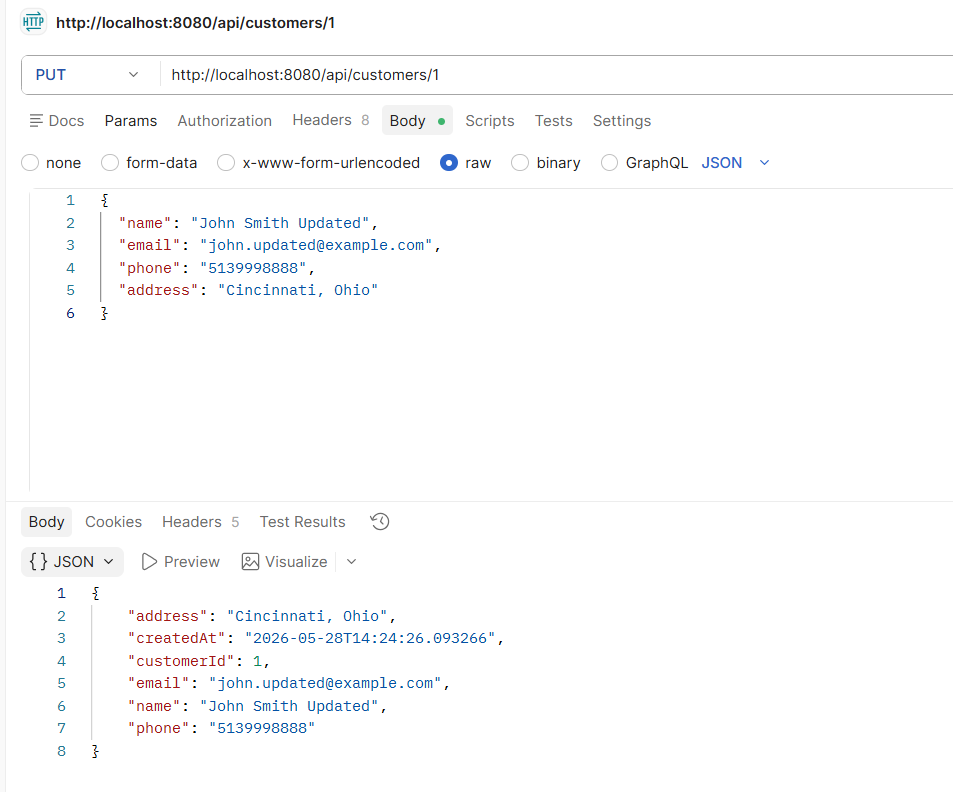 HTTP http://localhost:8080/api/customers/1
PUT http://localhost:8080/api/customers/1
Docs Params Authorization Headers 8 Body Scripts Tests Settings
none form-data x-www-form-urlencoded raw binary GraphQL JSON
1 {
2 "name": "John Smith Updated",
3 "email": "john.updated@example.com",
4 "phone": "5139998888",
5 "address": "Cincinnati, Ohio"
6 }
Body Cookies Headers 5 Test Results
{} JSON Preview Visualize
1 {
2 "address": "Cincinnati, Ohio",
3 "createdAt": "2026-05-28T14:24:26.093266",
4 "customerId": 1,
5 "email": "john.updated@example.com",
6 "name": "John Smith Updated",
7 "phone": "5139998888"
8 }